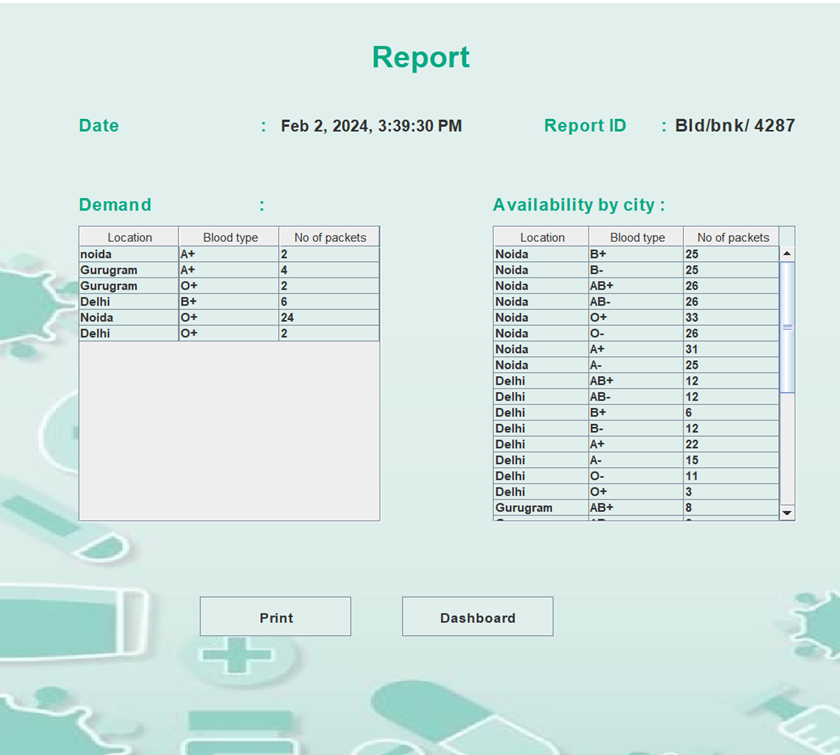 Report
Date : Feb 2, 2024, 3:39:30 PM
Report ID : Bld/bnk/ 4287
Demand :
Location Blood type No of packets
noida A+ 2
Gurugram A+ 4
Gurugram O+ 2
Delhi B+ 6
Noida O+ 24
Delhi O+ 2
Availability by city :
Location Blood type No of packets
Noida B+ 25
Noida B- 25
Noida AB+ 26
Noida AB- 26
Noida O+ 33
Noida O- 26
Noida A+ 31
Noida A- 25
Delhi AB+ 12
Delhi AB- 12
Delhi B+ 6
Delhi B- 12
Delhi A+ 22
Delhi A- 15
Delhi O- 11
Delhi O+ 3
Gurugram AB+ 8
Print
Dashboard